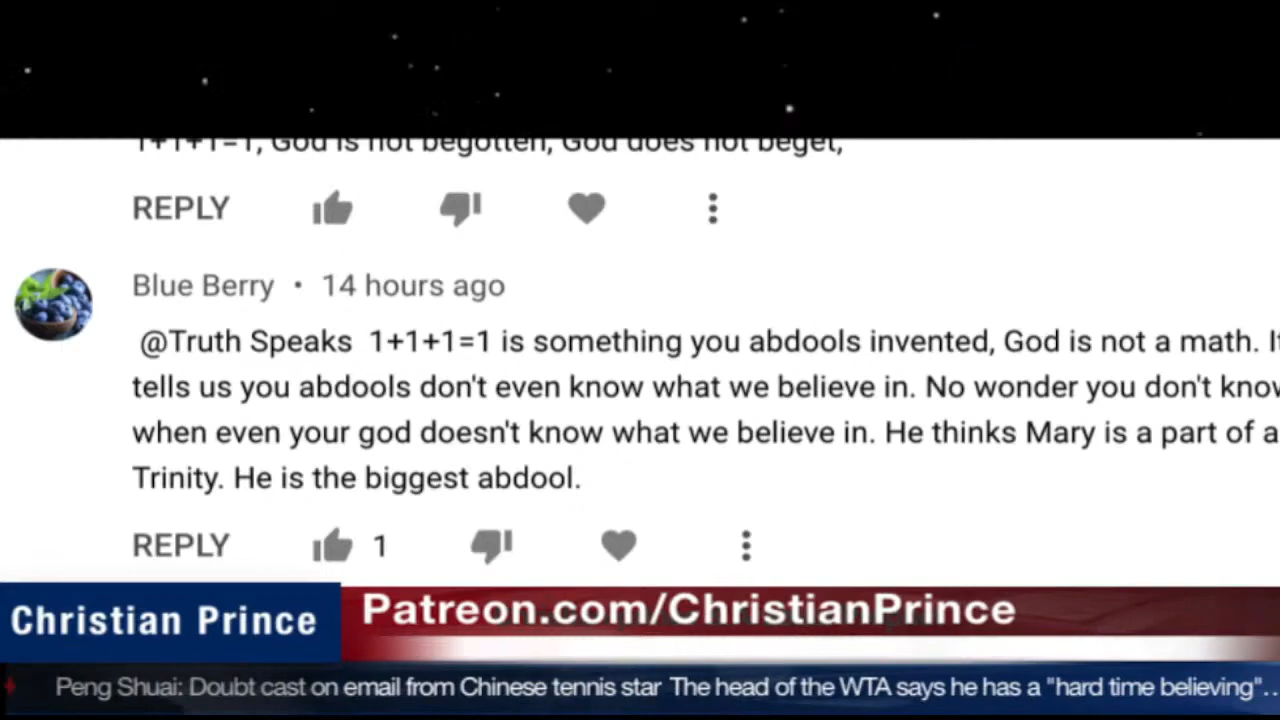 1+1+1=1, God is not begotten, God does not beget,
REPLY
Blue Berry • 14 hours ago
@Truth Speaks 1+1+1=1 is something you abdools invented, God is not a math. It
tells us you abdools don't even know what we believe in. No wonder you don't know
when even your god doesn't know what we believe in. He thinks Mary is a part of a
Trinity. He is the biggest abdool.
REPLY 1
Christian Prince
Patreon.com/ChristianPrince
Peng Shuai: Doubt cast on email from Chinese tennis star The head of the WTA says he has a "hard time believing"...